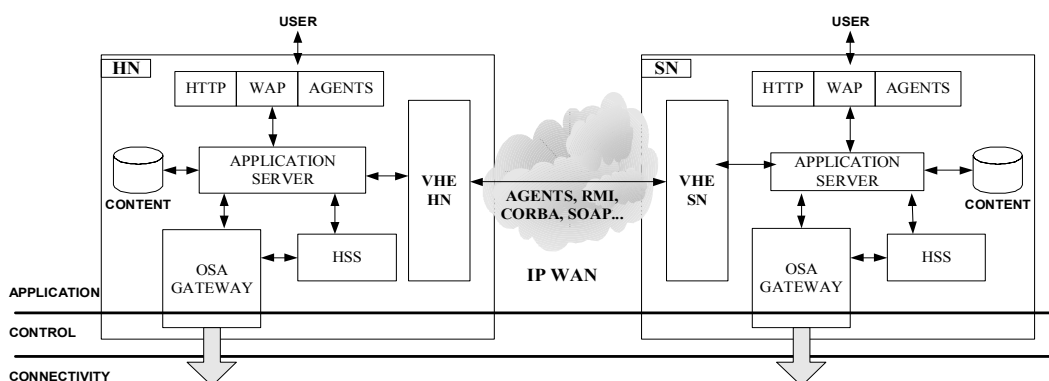 USER
USER
HN
SN
HTTP WAP AGENTS
HTTP WAP AGENTS
APPLICATION
SERVER
CONTENT
VHE
HN
AGENTS, RMI,
CORBA, SOAP...
IP WAN
VHE
SN
APPLICATION
SERVER
CONTENT
OSA
GATEWAY
HSS
OSA
GATEWAY
HSS
APPLICATION
CONTROL
CONNECTIVITY